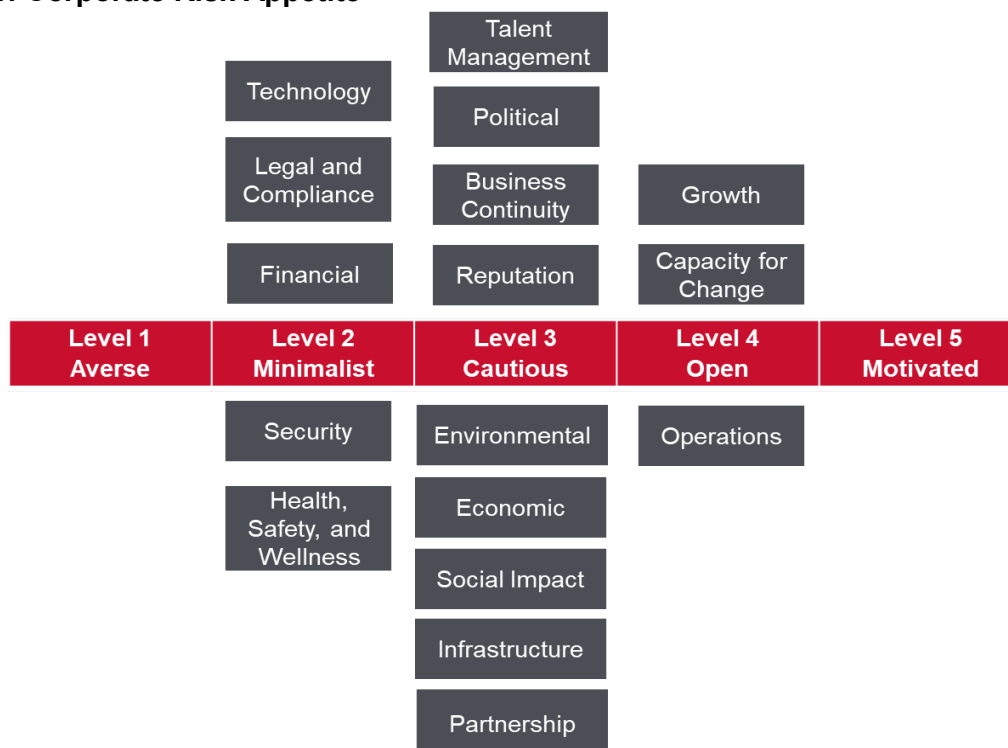 Corporate Risk Appetite
Talent
Management
Technology
Political
Legal and
Compliance
Business
Continuity
Growth
Financial
Reputation
Capacity for
Change
Level 1
Averse
Level 2
Minimalist
Level 3
Cautious
Level 4
Open
Level 5
Motivated
Security
Environmental
Operations
Health,
Safety, and
Wellness
Economic
Social Impact
Infrastructure
Partnership